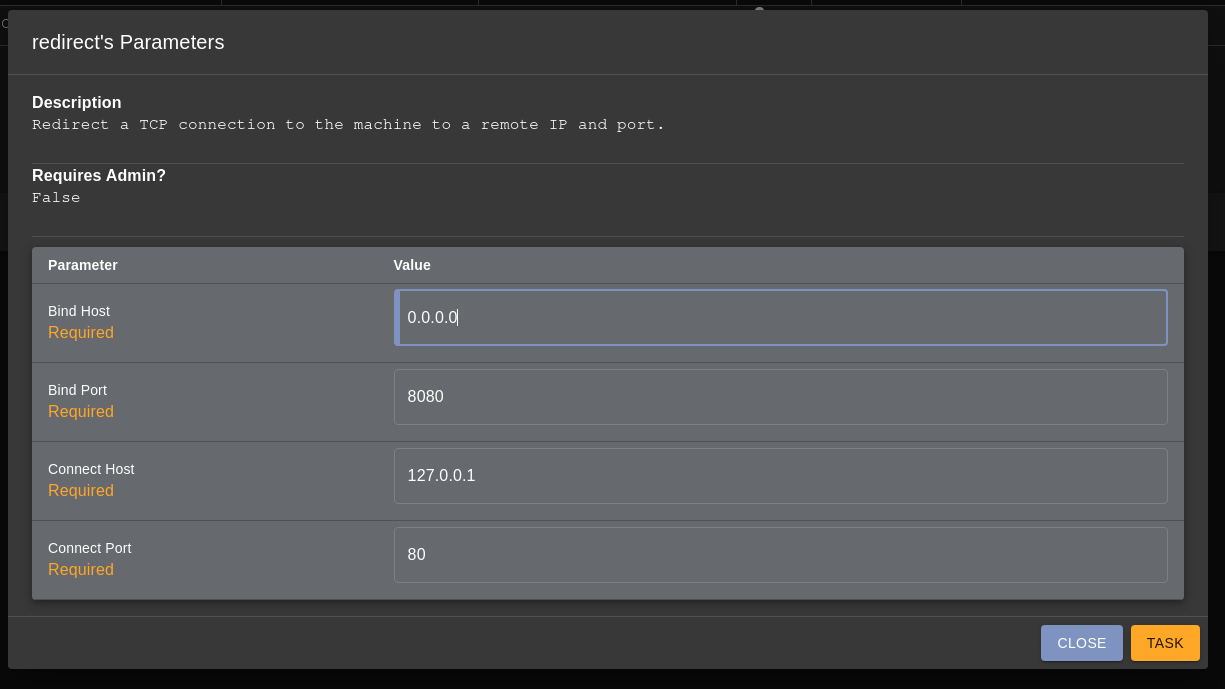 redirect's Parameters
Description
Redirect a TCP connection to the machine to a remote IP and port.
Requires Admin?
False
Parameter Value
Bind Host
Required
0.0.0.0
Bind Port
Required
8080
Connect Host
Required
127.0.0.1
Connect Port
Required
80
CLOSE TASK